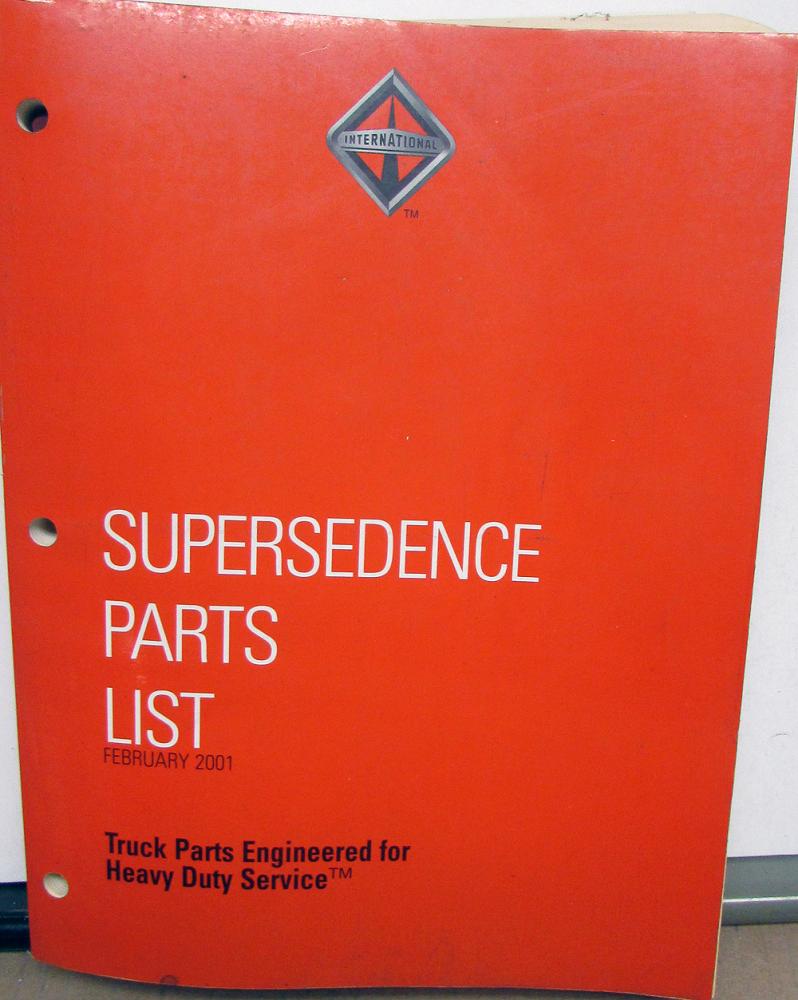 INTERNATIONAL
TM
SUPERSEDENCE
PARTS
LIST
FEBRUARY 2001
Truck Parts Engineered for
Heavy Duty Service™